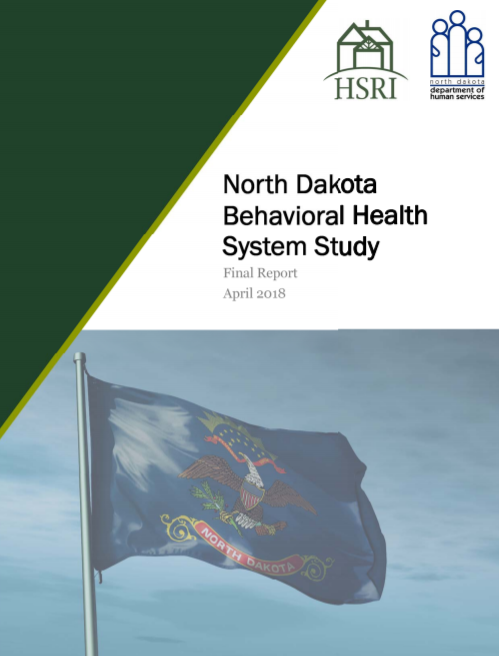 HSRI
north dakota
department of
human services
North Dakota
Behavioral Health
System Study
Final Report
April 2018
NORTH DAKOTA